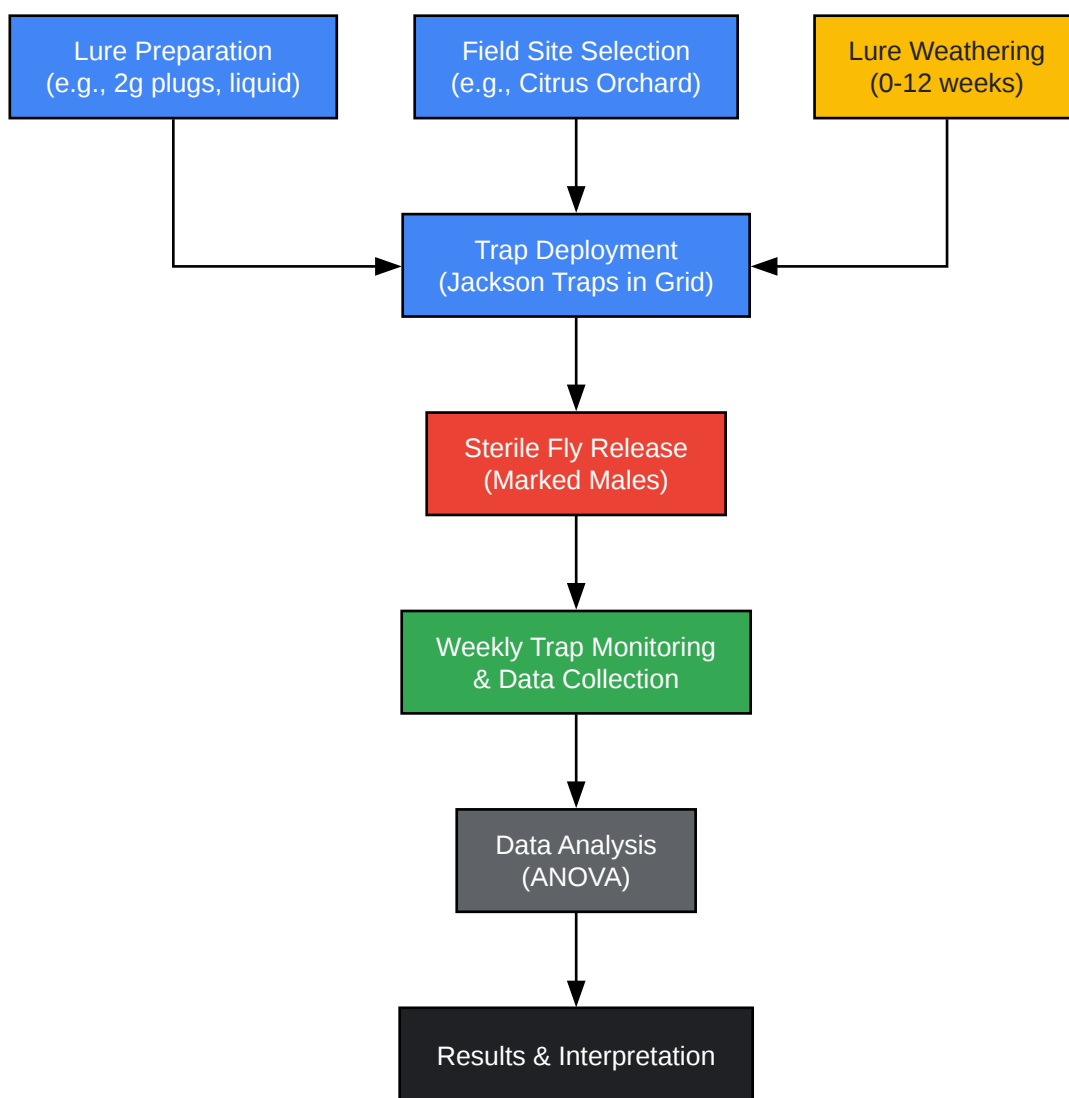 Lure Preparation
(e.g., 2g plugs, liquid)
Field Site Selection
(e.g., Citrus Orchard)
Lure Weathering
(0-12 weeks)
Trap Deployment
(Jackson Traps in Grid)
Sterile Fly Release
(Marked Males)
Weekly Trap Monitoring
& Data Collection
Data Analysis
(ANOVA)
Results & Interpretation